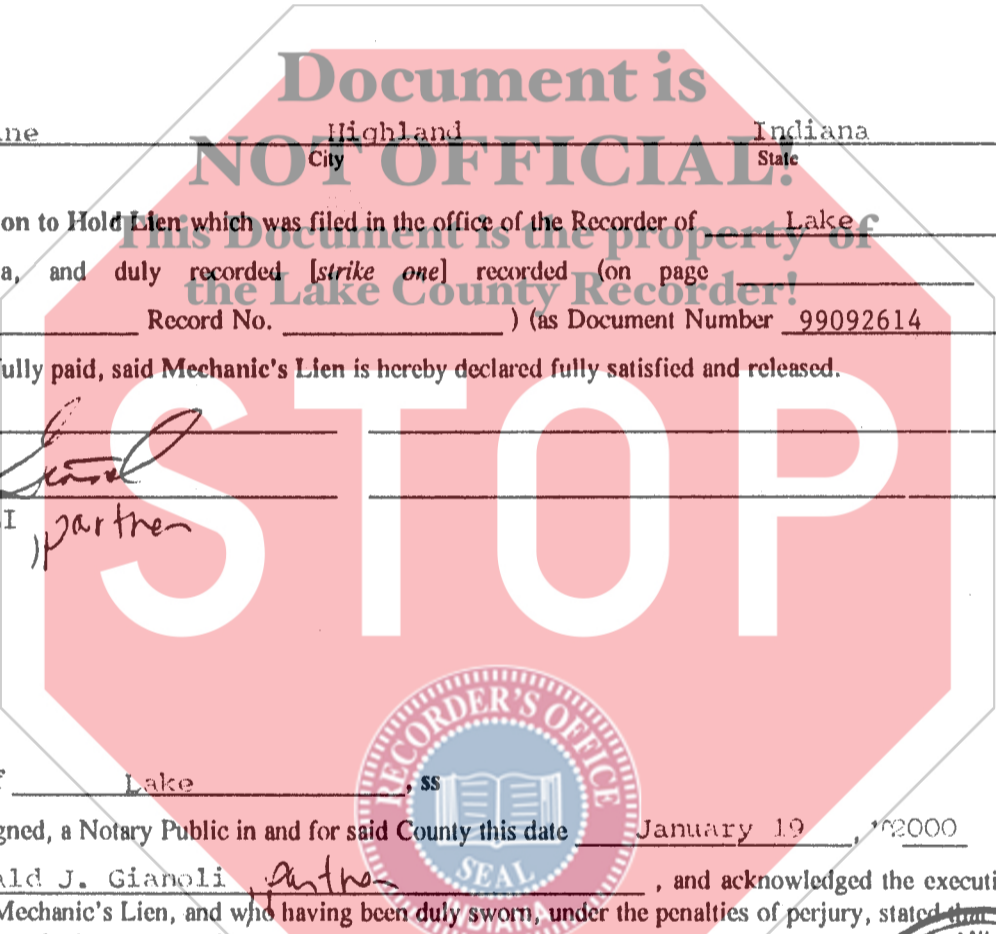 Document is
ne Highland Indiana
NOT OFFICIAL!
City State
on to Hold Lien which was filed in the office of the Recorder of Lake
This Document is the property of
a, and duly recorded [strike one] recorded (on page
the Lake County Recorder!
Record No. ) (as Document Number 99092614
fully paid, said Mechanic's Lien is hereby declared fully satisfied and released.
STOP
I , partner
RECORDER'S OFFICE
f Lake , ss
gned, a Notary Public in and for said County this date January 19 , 2000
SEAL
ald J. Gianoli , partner , and acknowledged the executi
Mechanic's Lien, and who having been duly sworn, under the penalties of perjury, stated that
INDIANA